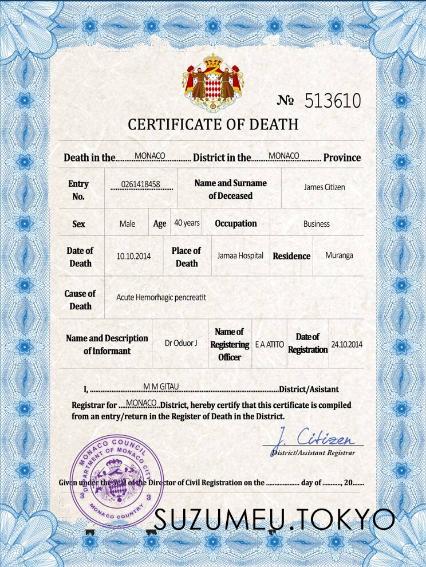 № 513610
CERTIFICATE OF DEATH
Death in the MONACO District in the MONACO Province
Entry No. 0261418458 Name and Surname of Deceased James Citizen
Sex Male Age 40 years Occupation Business
Date of Death 10.10.2014 Place of Death Jamaa Hospital Residence Muranga
Cause of Death Acute Hemorhagic pencreatit
Name and Description of Informant Dr Oduor J Name of Registering Officer E A ATITO Date of Registration 24.10.2014
I, M M GITAU District/Asistant
Registrar for MONACO District, hereby certify that this certificate is compiled
from an entry/return in the Register of Death in the District.
J. Citizen
District/Assistant Registrar
MONACO COUNCIL
DEPARTMENT OF MONACO CITY
MONACO COUNTRY
Given under the seal of the Director of Civil Registration on the ............... day of ........., 20......
SUZUMEU.TOKYO